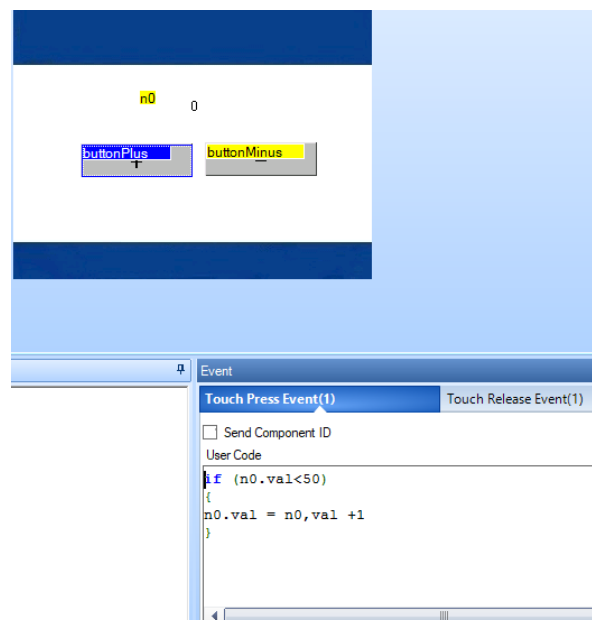 n0
0
buttonPlus
+
buttonMinus
−
Event
Touch Press Event(1)
Touch Release Event(1)
Send Component ID
User Code
if (n0.val<50)
{
n0.val = n0,val +1
}